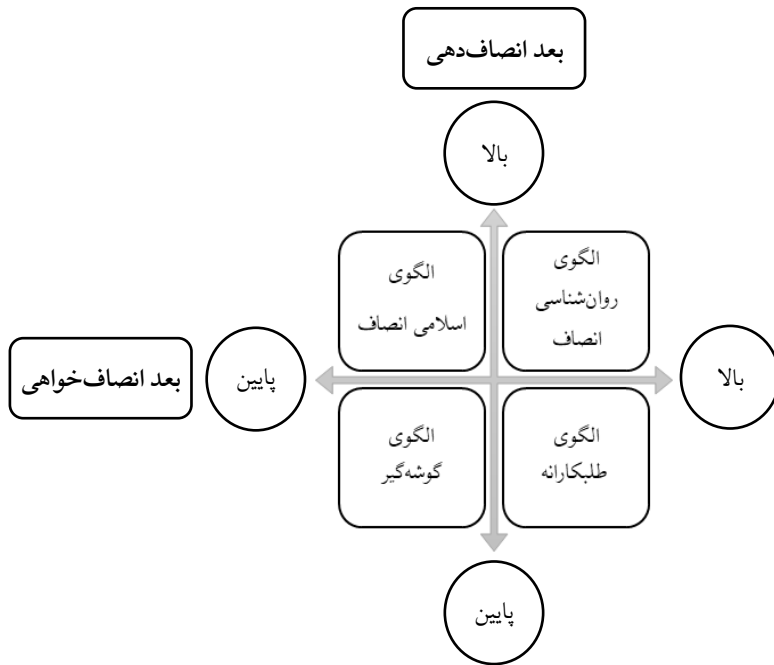 بعد انصاف‌دهی
بالا
الگوی
روان‌شناسی
انصاف
الگوی
اسلامی انصاف
بالا
پایین
بعد انصاف‌خواهی
الگوی
طلبکارانه
الگوی
گوشه‌گیر
پایین